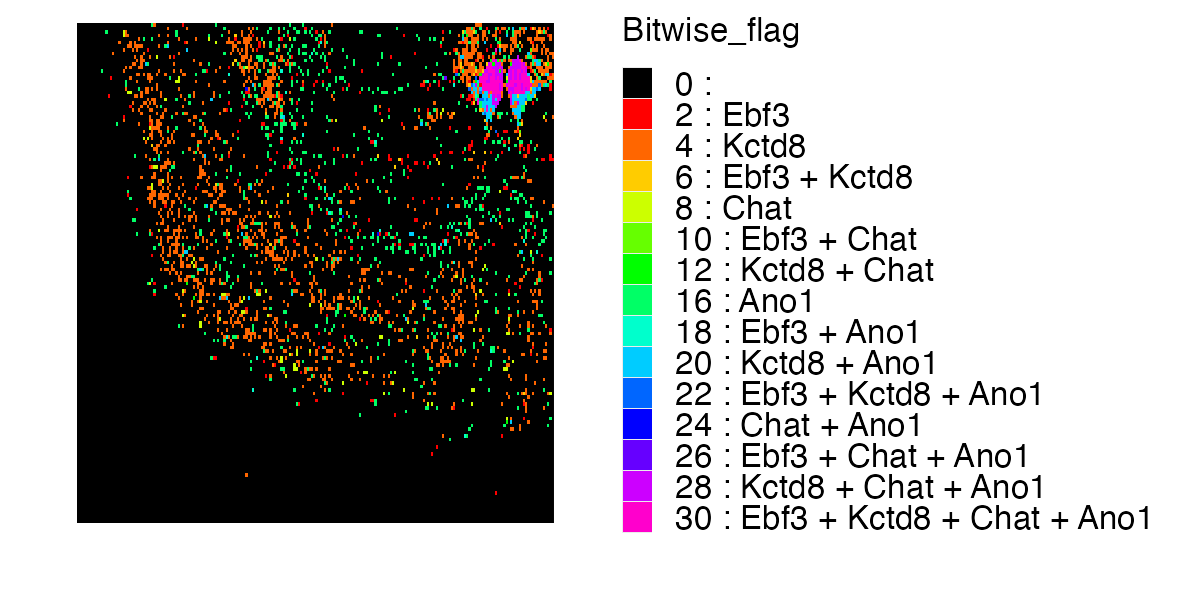 Bitwise_flag
0 :
2 : Ebf3
4 : Kctd8
6 : Ebf3 + Kctd8
8 : Chat
10 : Ebf3 + Chat
12 : Kctd8 + Chat
16 : Ano1
18 : Ebf3 + Ano1
20 : Kctd8 + Ano1
22 : Ebf3 + Kctd8 + Ano1
24 : Chat + Ano1
26 : Ebf3 + Chat + Ano1
28 : Kctd8 + Chat + Ano1
30 : Ebf3 + Kctd8 + Chat + Ano1